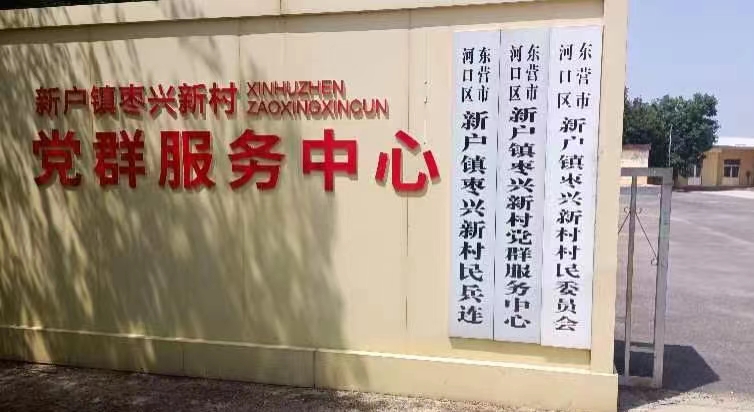 新户镇枣兴新村
XINHUZHEN
ZAOXINGXINCUN
党群服务中心
东营市
河口区
新户镇枣兴新村民兵连
东营市
河口区
新户镇枣兴新村党群服务中心
东营市
河口区
新户镇枣兴新村村民委员会